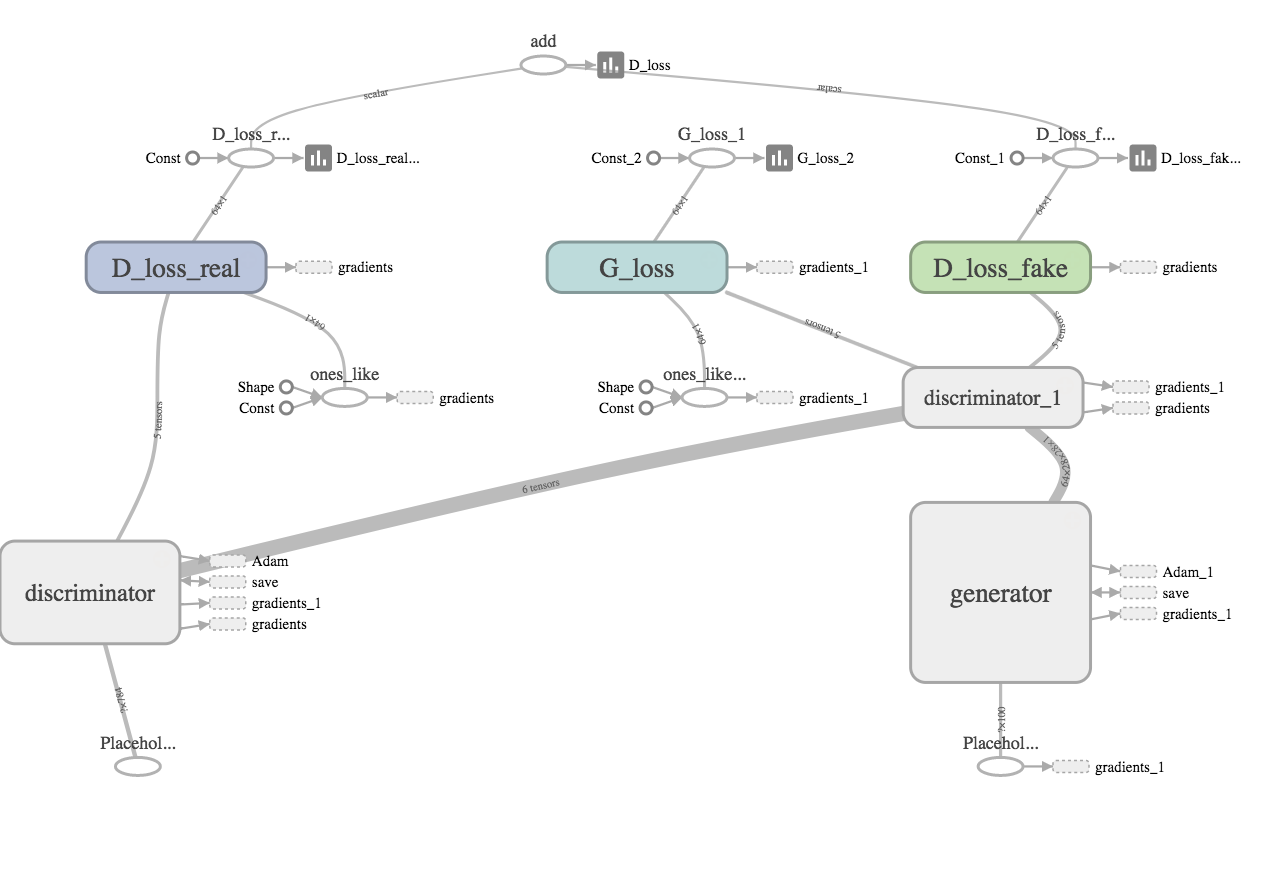 add
D_loss
scalar
scalar
D_loss_r...
Const
D_loss_real...
G_loss_1
Const_2
G_loss_2
D_loss_f...
Const_1
D_loss_fak...
64×1
64×1
64×1
D_loss_real
gradients
G_loss
gradients_1
D_loss_fake
gradients
64×1
64×1
5 tensors
5 tensors
ones_like
Shape
Const
gradients
ones_like...
Shape
Const
gradients_1
discriminator_1
gradients_1
gradients
5 tensors
6 tensors
64×28×28×1
discriminator
Adam
save
gradients_1
gradients
generator
Adam_1
save
gradients_1
?×784
?×100
Placehol...
Placehol...
gradients_1